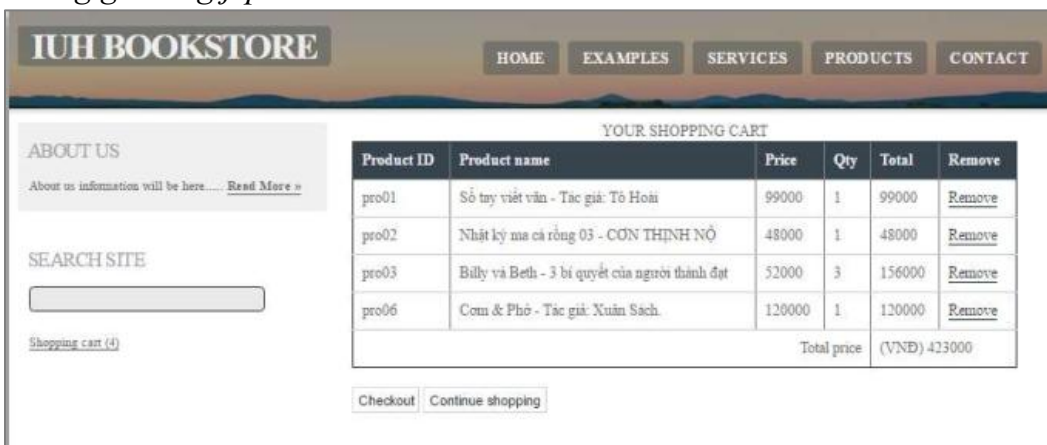 IUH BOOKSTORE
HOME EXAMPLES SERVICES PRODUCTS CONTACT
ABOUT US
About us information will be here...... Read More »
SEARCH SITE
Shopping cart (4)
YOUR SHOPPING CART
Product ID Product name Price Qty Total Remove
pro01 Sổ tay viết văn - Tác giả: Tô Hoài 99000 1 99000 Remove
pro02 Nhật ký ma cà rồng 03 - CƠN THỊNH NỘ 48000 1 48000 Remove
pro03 Billy và Beth - 3 bí quyết của người thành đạt 52000 3 156000 Remove
pro06 Cơm & Phở - Tác giả: Xuân Sách. 120000 1 120000 Remove
Total price (VNĐ) 423000
Checkout Continue shopping